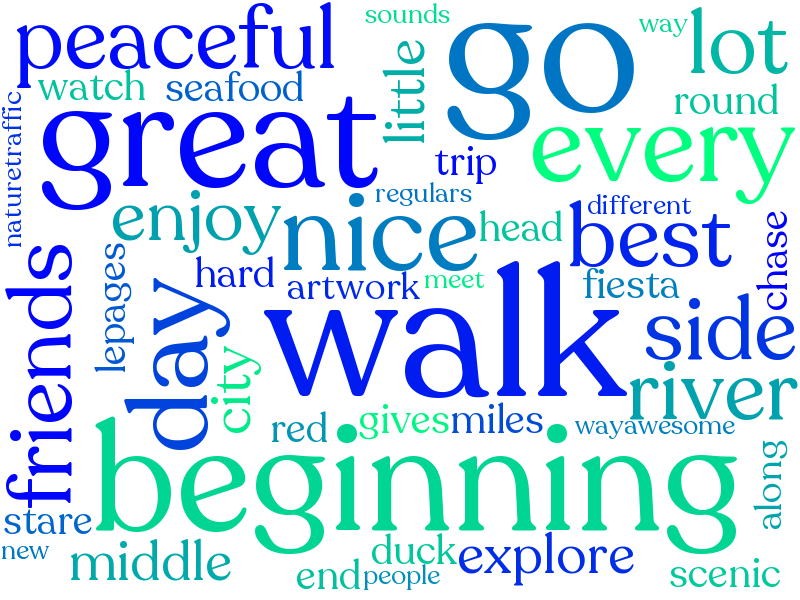 sounds
way
peaceful
go
lot
little
watch
seafood
round
naturetraffic
great
every
trip
regulars
different
enjoy
nice
head
best
chase
friends
lepages
hard
artwork
meet
fiesta
day
walk
side
city
river
red
gives
miles
wayawesome
beginning
along
stare
new
middle
duck
explore
end
people
scenic